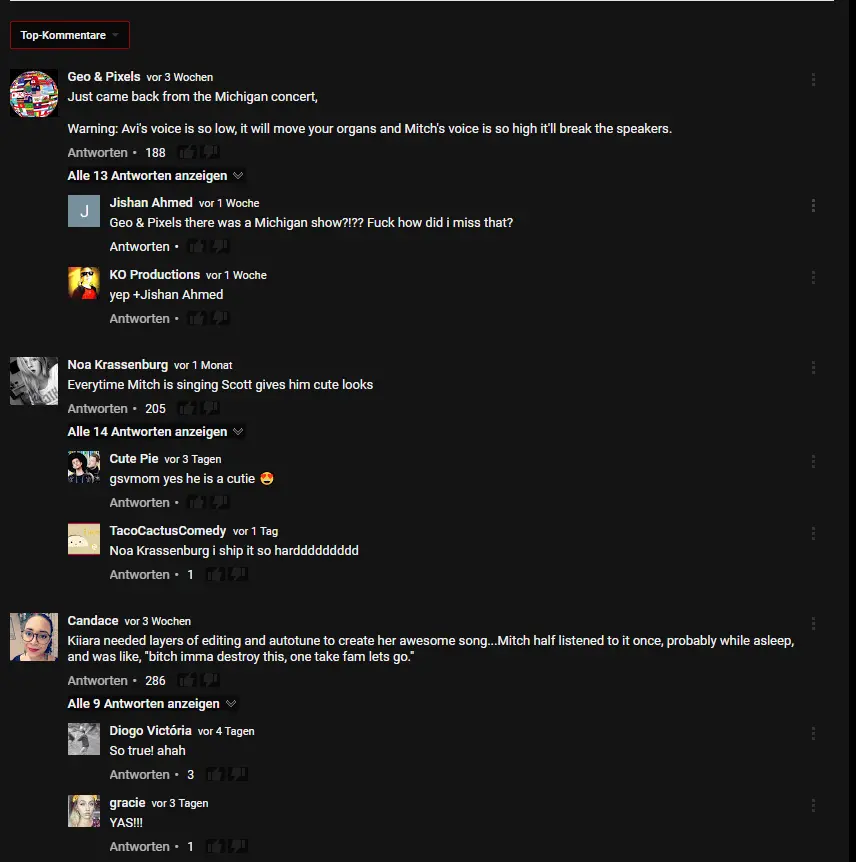 Top-Kommentare
Geo & Pixels vor 3 Wochen
Just came back from the Michigan concert,
Warning: Avi's voice is so low, it will move your organs and Mitch's voice is so high it'll break the speakers.
Antworten • 188
Alle 13 Antworten anzeigen
J
Jishan Ahmed vor 1 Woche
Geo & Pixels there was a Michigan show?!?? Fuck how did i miss that?
Antworten •
KO Productions vor 1 Woche
yep +Jishan Ahmed
Antworten •
Noa Krassenburg vor 1 Monat
Everytime Mitch is singing Scott gives him cute looks
Antworten • 205
Alle 14 Antworten anzeigen
Cute Pie vor 3 Tagen
gsvmom yes he is a cutie 😍
Antworten •
TacoCactusComedy vor 1 Tag
Noa Krassenburg i ship it so harddddddddd
Antworten • 1
Candace vor 3 Wochen
Kiiara needed layers of editing and autotune to create her awesome song...Mitch half listened to it once, probably while asleep,
and was like, "bitch imma destroy this, one take fam lets go."
Antworten • 286
Alle 9 Antworten anzeigen
Diogo Victória vor 4 Tagen
So true! ahah
Antworten • 3
gracie vor 3 Tagen
YAS!!!
Antworten • 1